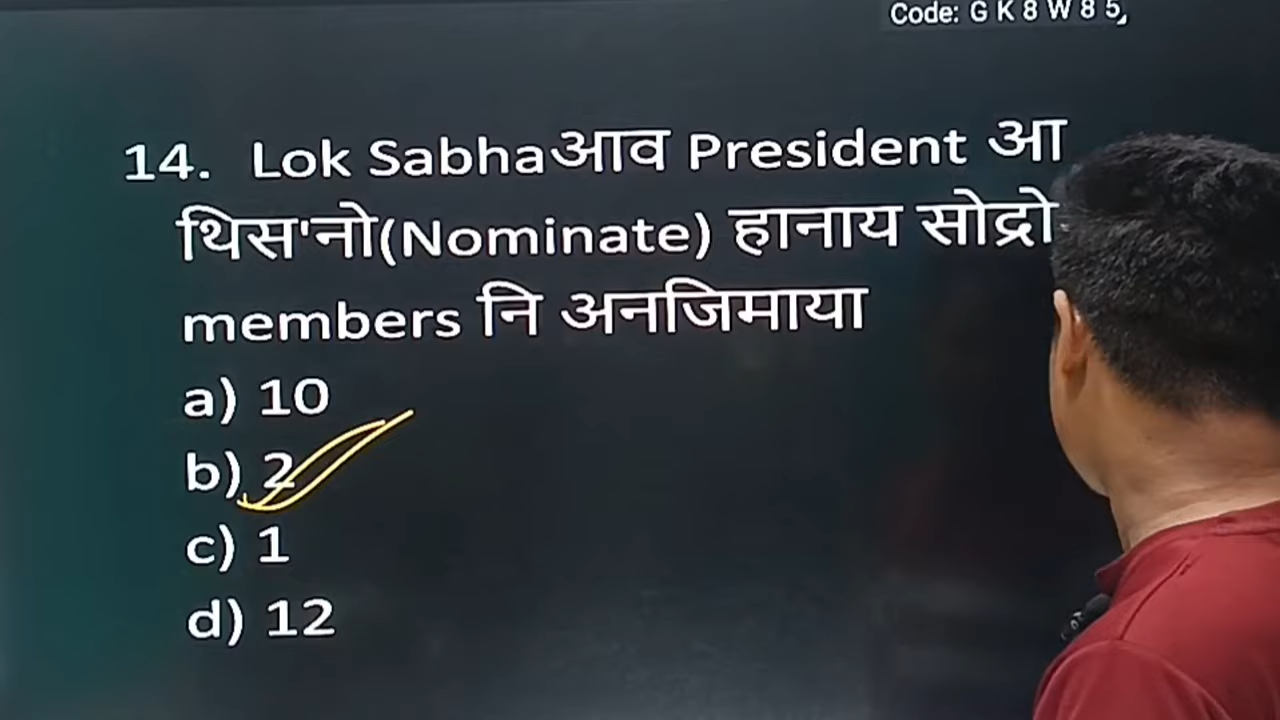 Code: G K 8 W 8 5
14. Lok Sabhaआव President आ
थिस'नो(Nominate) हानाय सोद्रो
members नि अनजिमाया
a) 10
b) 2
c) 1
d) 12